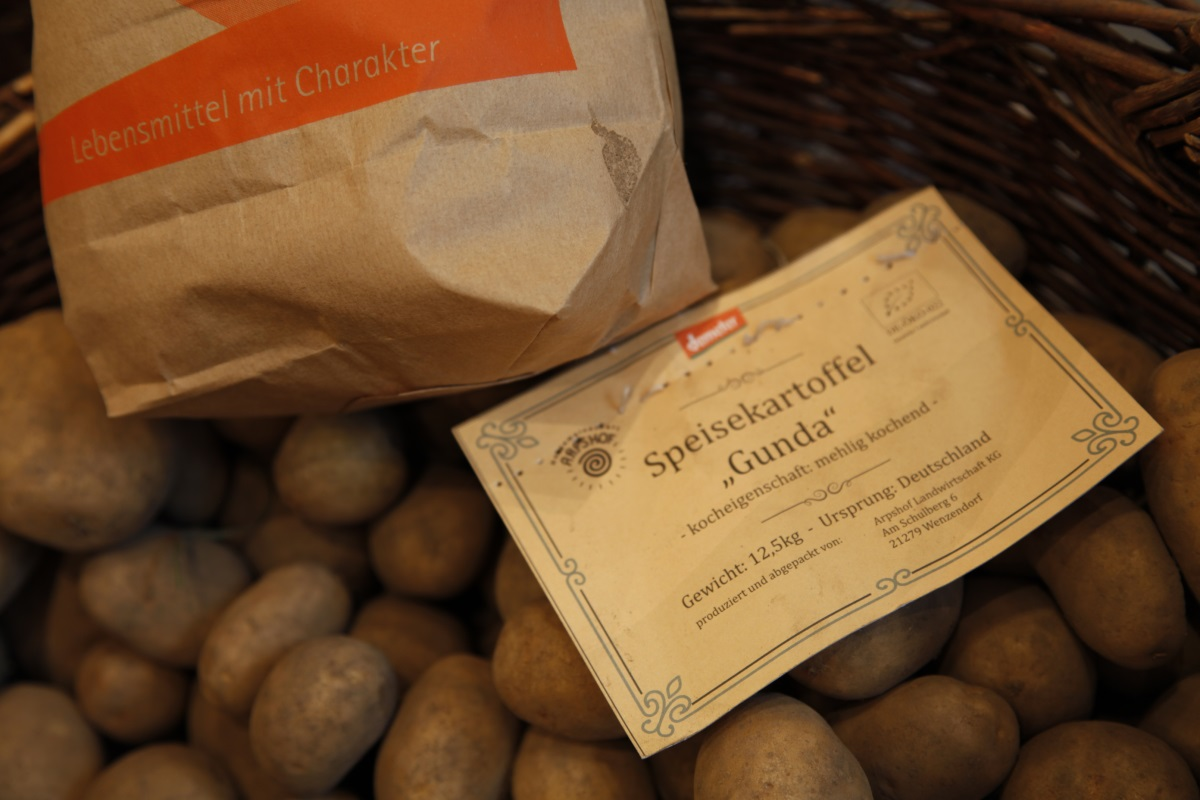 Lebensmittel mit Charakter
demeter
ARPSHOF
Speisekartoffel
„Gunda“
- kocheigenschaft: mehlig kochend -
Gewicht: 12,5kg - Ursprung: Deutschland
produziert und abgepackt von:
Arpshof Landwirtschaft KG
Am Schulberg 6
21279 Wenzendorf